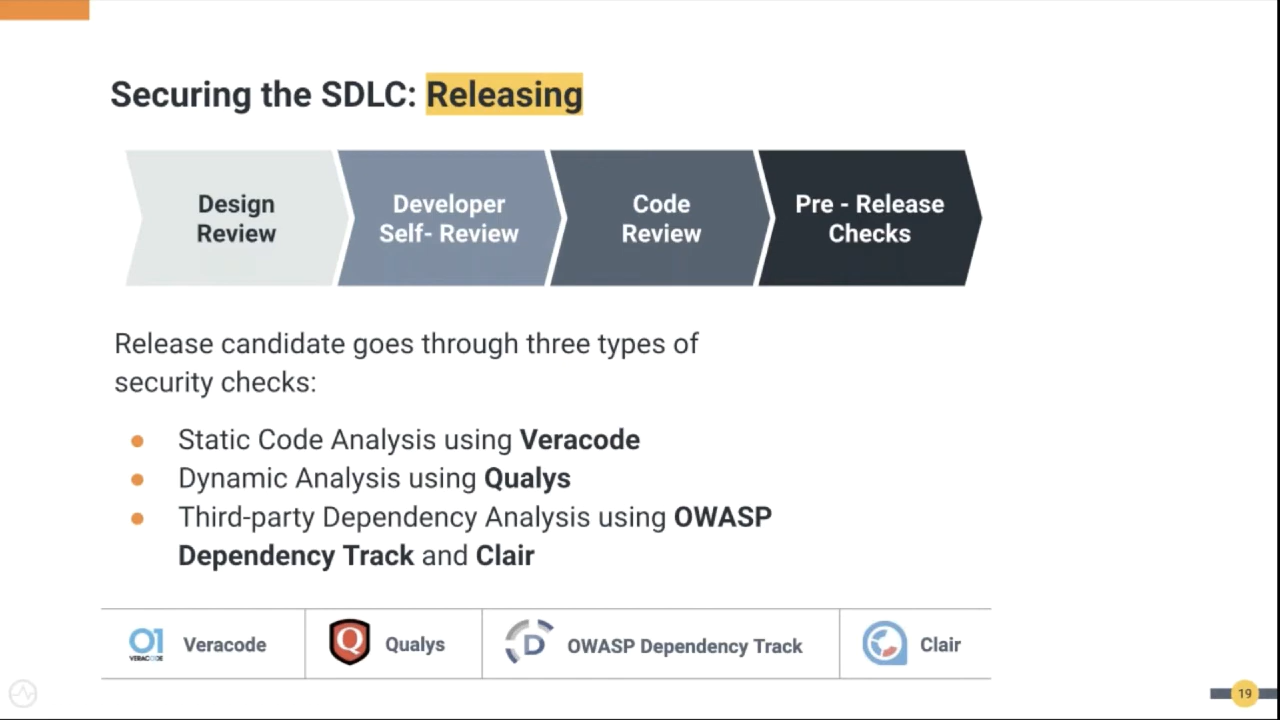 Securing the SDLC: Releasing
Design
Review
Developer
Self- Review
Code
Review
Pre - Release
Checks
Release candidate goes through three types of
security checks:
● Static Code Analysis using Veracode
● Dynamic Analysis using Qualys
● Third-party Dependency Analysis using OWASP
Dependency Track and Clair
VERACODE
Veracode
Q
Qualys
D
OWASP Dependency Track
Clair
19